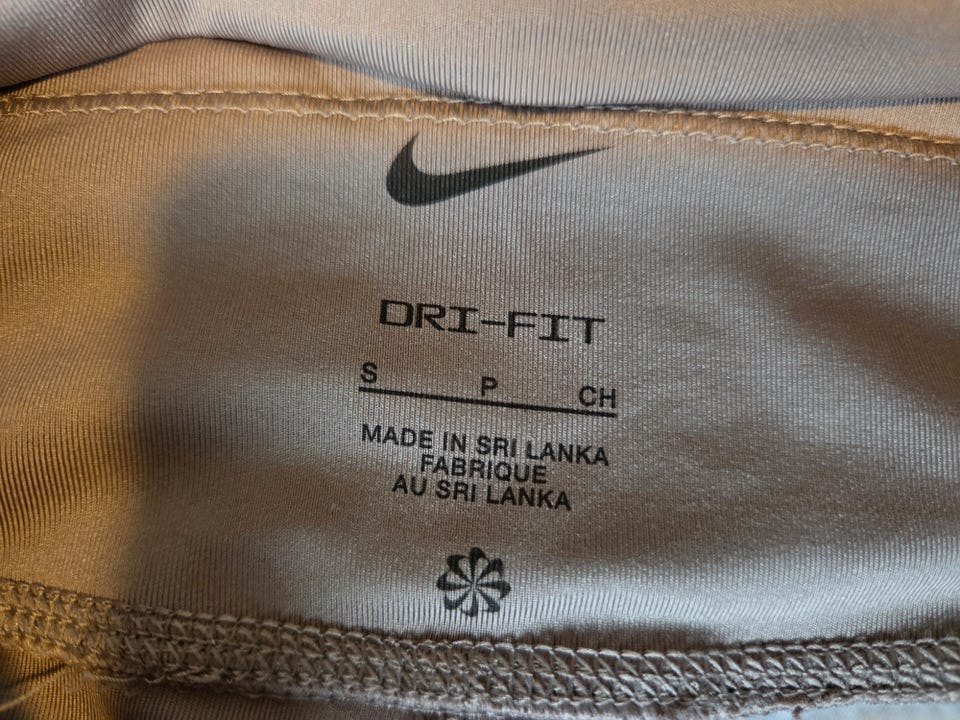 DRI-FIT
S P CH
MADE IN SRI LANKA
FABRIQUE
AU SRI LANKA